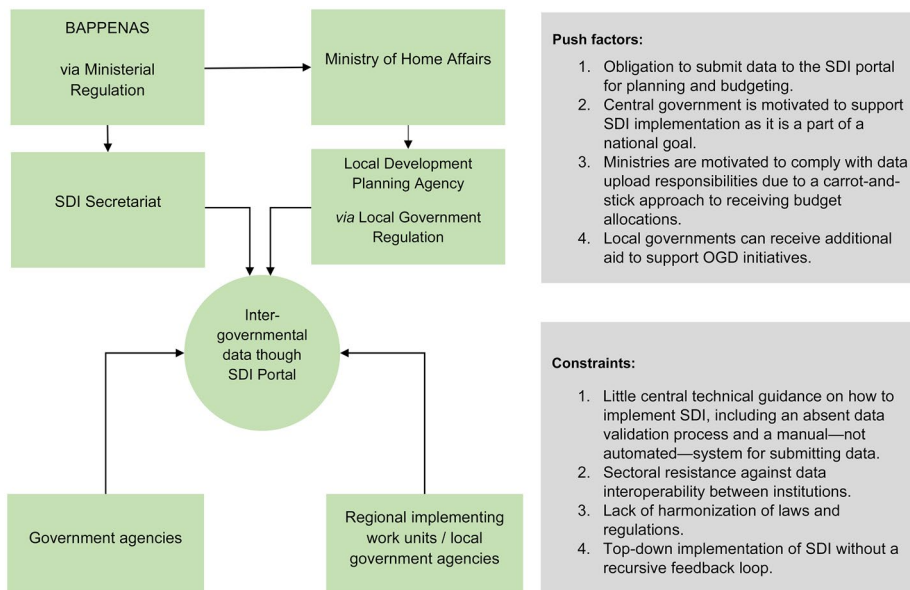 BAPPENAS
via Ministerial
Regulation
Ministry of Home Affairs
SDI Secretariat
Local Development
Planning Agency
via Local Government
Regulation
Inter-
governmental
data though
SDI Portal
Government agencies
Regional implementing
work units / local
government agencies
Push factors:
1. Obligation to submit data to the SDI portal
for planning and budgeting.
2. Central government is motivated to support
SDI implementation as it is a part of a
national goal.
3. Ministries are motivated to comply with data
upload responsibilities due to a carrot-and-
stick approach to receiving budget
allocations.
4. Local governments can receive additional
aid to support OGD initiatives.
Constraints:
1. Little central technical guidance on how to
implement SDI, including an absent data
validation process and a manual—not
automated—system for submitting data.
2. Sectoral resistance against data
interoperability between institutions.
3. Lack of harmonization of laws and
regulations.
4. Top-down implementation of SDI without a
recursive feedback loop.